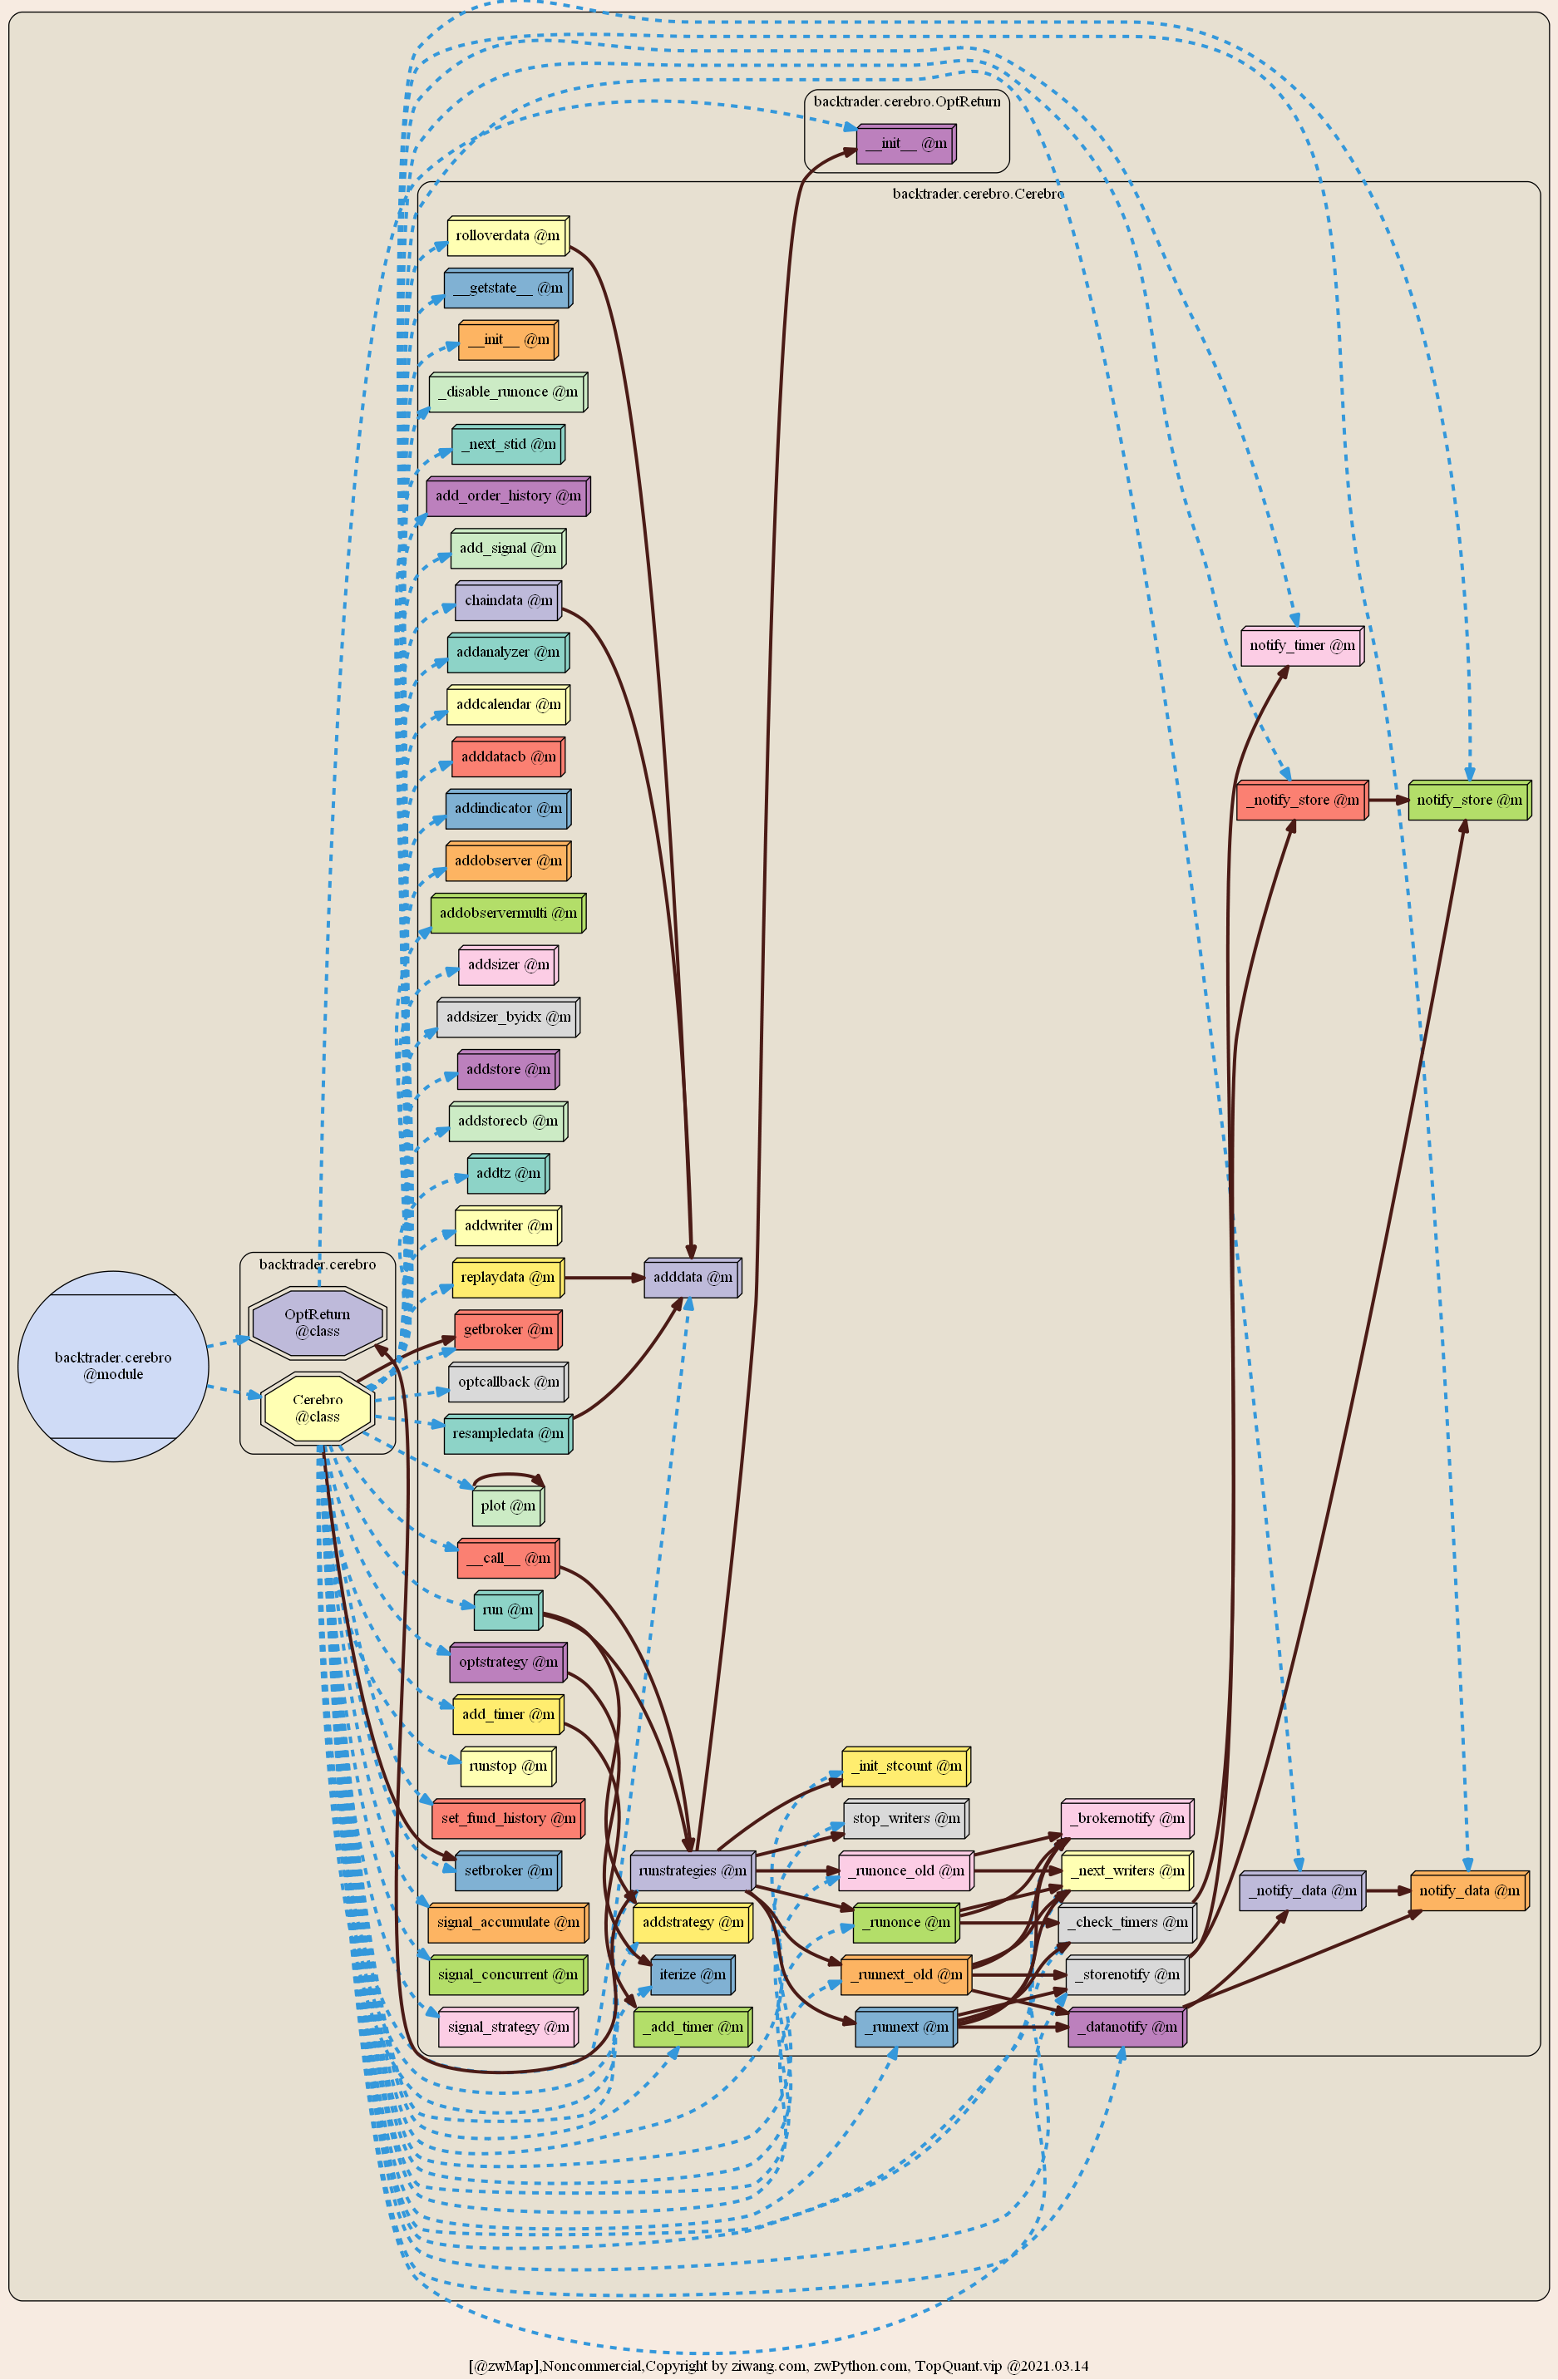 backtrader.cerebro.OptReturn
__init__ @m
backtrader.cerebro.Cerebro
rolloverdata @m
__getstate__ @m
__init__ @m
_disable_runonce @m
_next_stid @m
add_order_history @m
add_signal @m
chaindata @m
addanalyzer @m
addcalendar @m
adddatacb @m
addindicator @m
addobserver @m
addobservermulti @m
addsizer @m
addsizer_byidx @m
addstore @m
addstorecb @m
addtz @m
addwriter @m
replaydata @m
getbroker @m
optcallback @m
resampledata @m
plot @m
__call__ @m
run @m
optstrategy @m
add_timer @m
runstop @m
set_fund_history @m
setbroker @m
signal_accumulate @m
signal_concurrent @m
signal_strategy @m
backtrader.cerebro
@module
backtrader.cerebro
OptReturn
@class
Cerebro
@class
adddata @m
runstrategies @m
addstrategy @m
iterize @m
_add_timer @m
_init_stcount @m
stop_writers @m
_runonce_old @m
_runonce @m
_runnext_old @m
_runnext @m
_brokernotify @m
_next_writers @m
_check_timers @m
_storenotify @m
_datanotify @m
notify_timer @m
_notify_store @m
notify_store @m
_notify_data @m
notify_data @m
[@zwMap],Noncommercial,Copyright by ziwang.com, zwPython.com, TopQuant.vip @2021.03.14